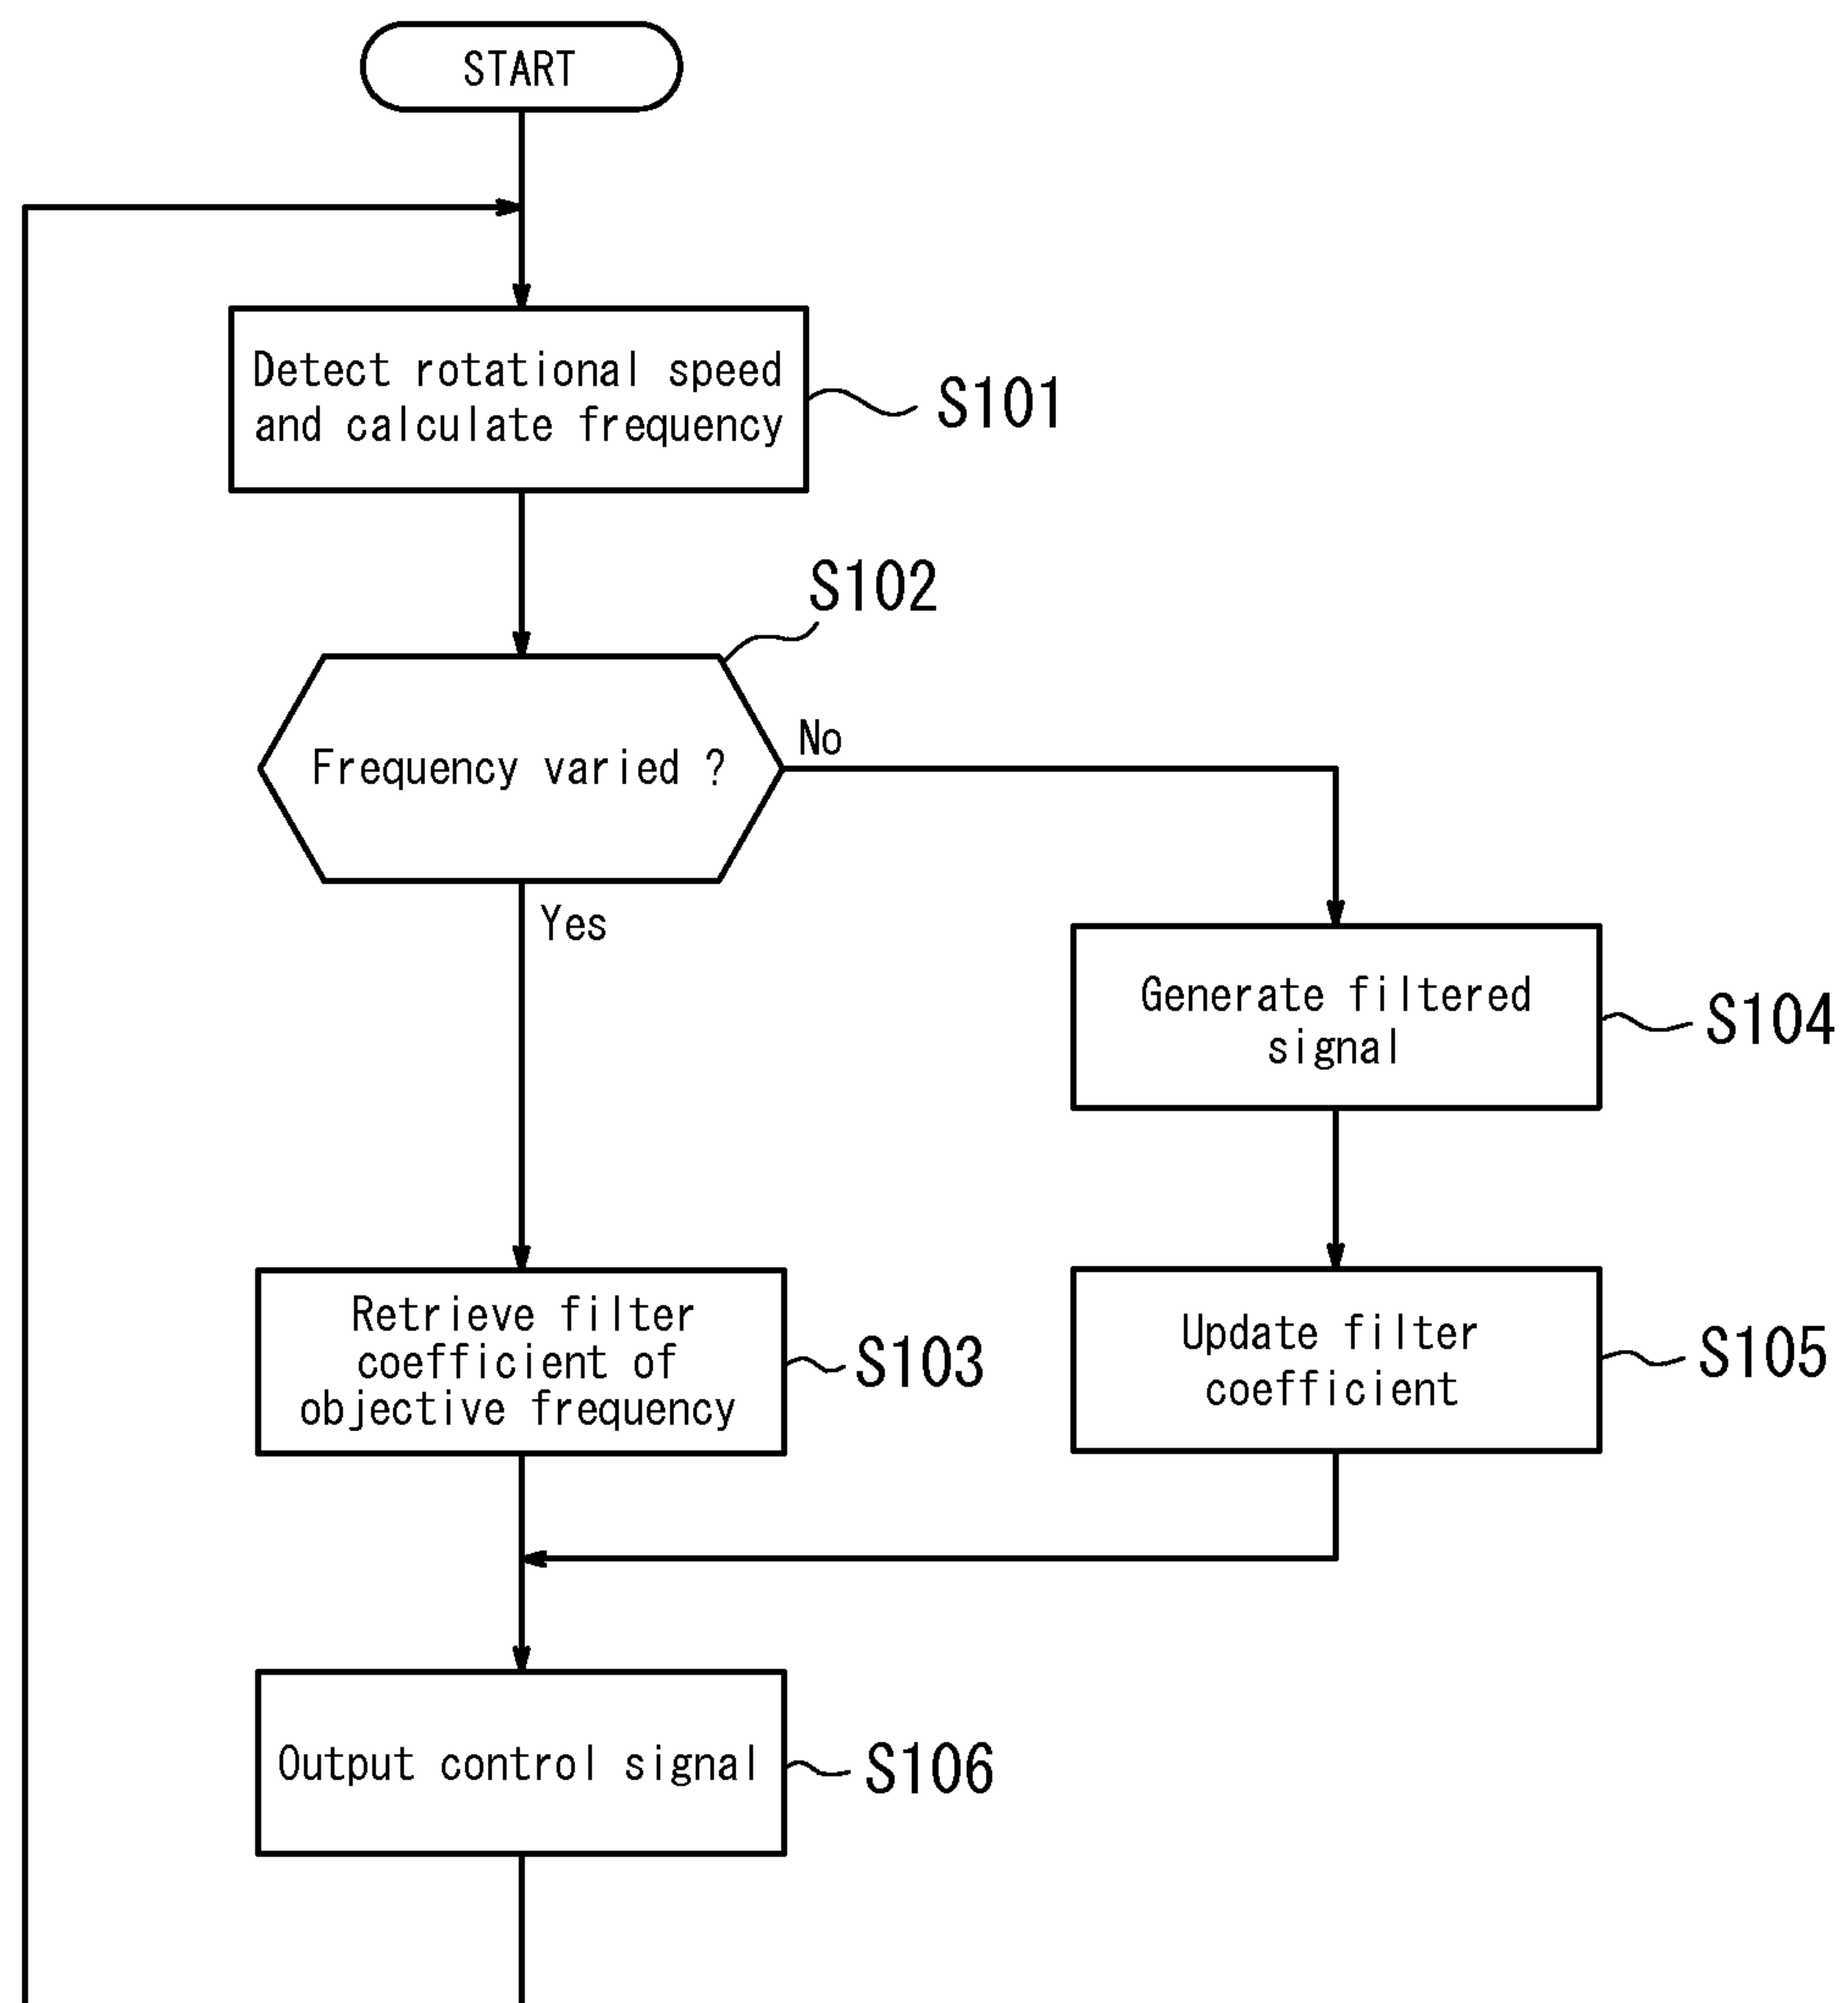 START
Detect rotational speed
and calculate frequency
S101
S102
Frequency varied ?
No
Yes
Generate filtered
signal
S104
Retrieve filter
coefficient of
objective frequency
S103
Update filter
coefficient
S105
Output control signal
S106